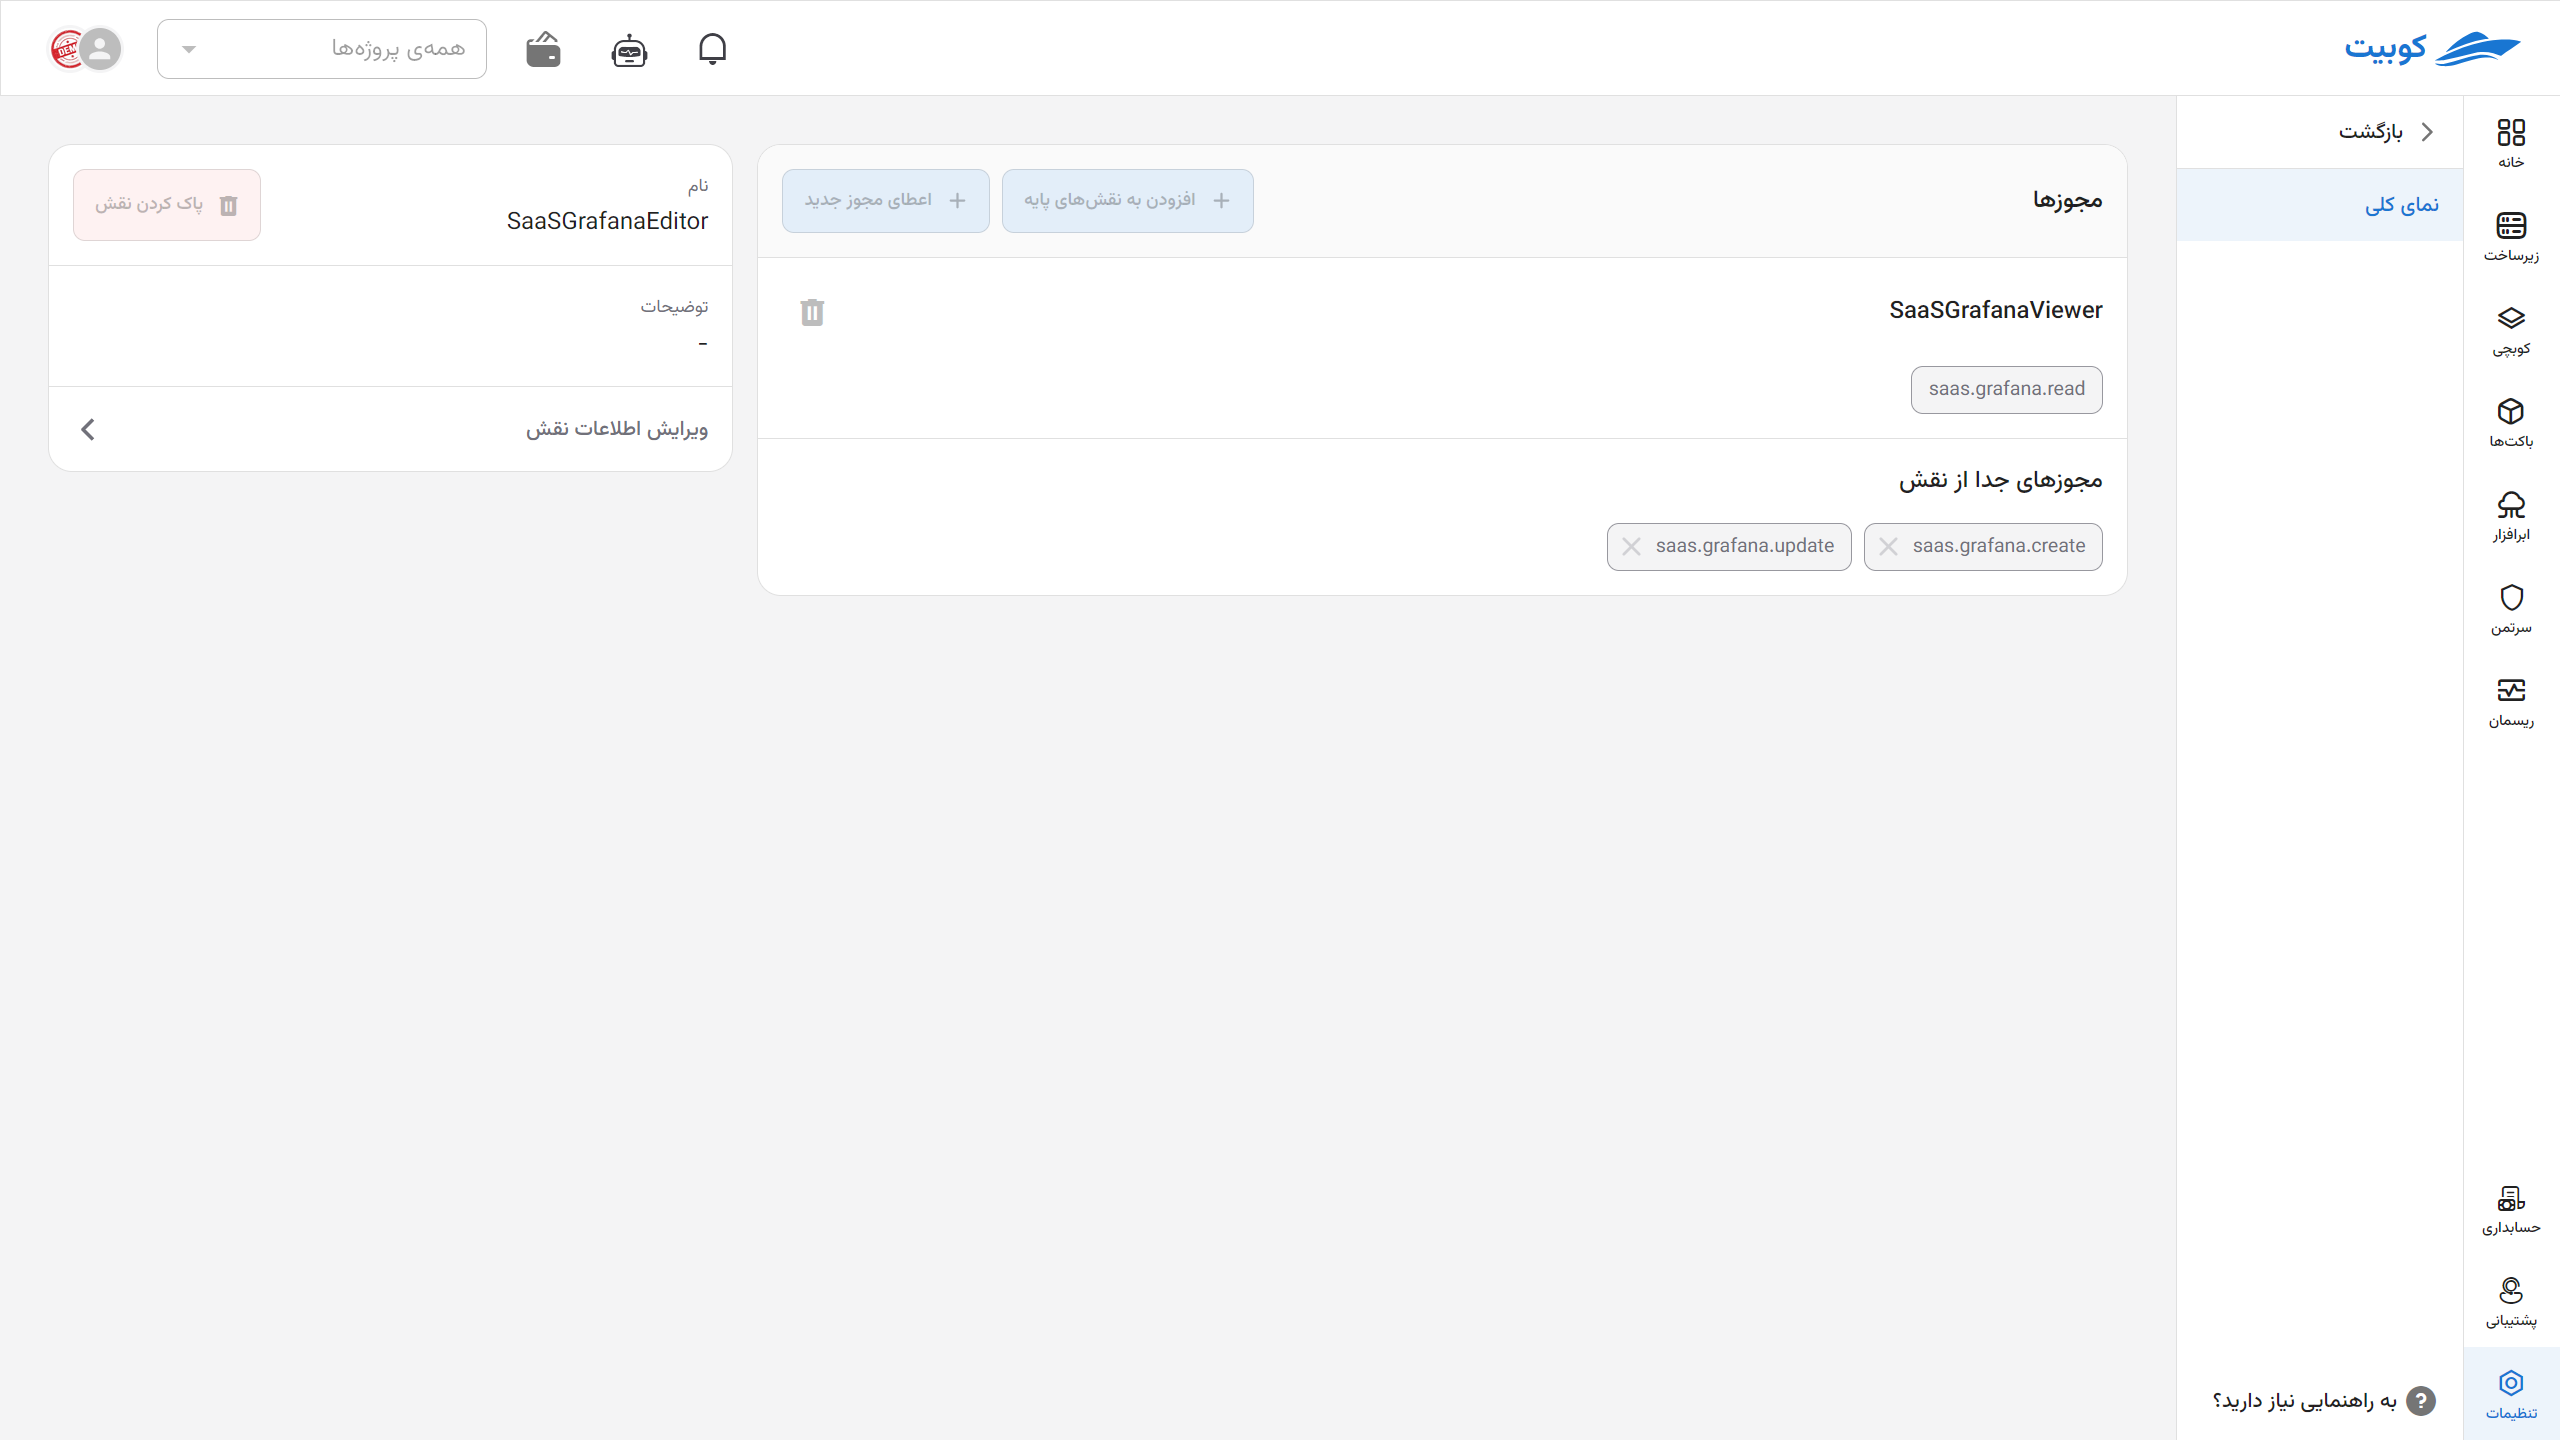 کوبیت
همه‌ی پروژه‌ها
خانه
زیرساخت
کوبچی
باکت‌ها
ابرافزار
سرتمن
ریسمان
حسابداری
پشتیبانی
تنظیمات
بازگشت
نمای کلی
به راهنمایی نیاز دارید؟
مجوزها
افزودن به نقش‌های پایه
اعطای مجوز جدید
SaaSGrafanaViewer
saas.grafana.read
مجوزهای جدا از نقش
saas.grafana.create
saas.grafana.update
نام
SaaSGrafanaEditor
پاک کردن نقش
توضیحات
-
ویرایش اطلاعات نقش